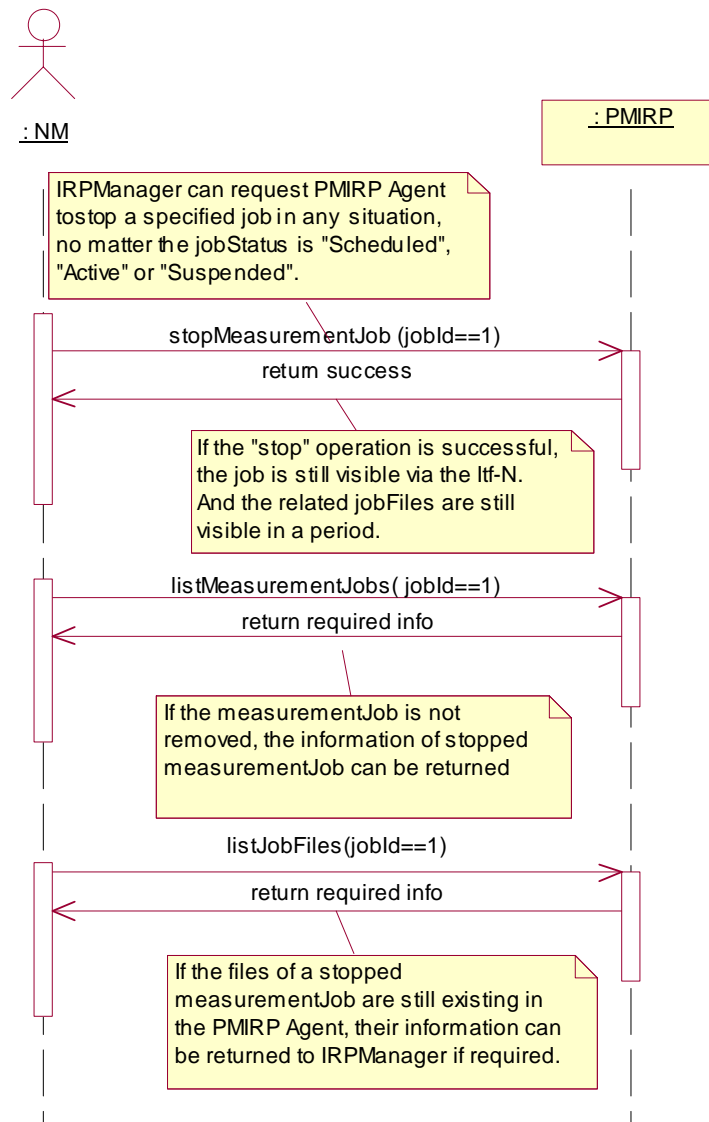 : NM
: PMIRP
IRPManager can request PMIRP Agent
tostop a specified job in any situation,
no matter the jobStatus is "Scheduled",
"Active" or "Suspended".
stopMeasurementJob (jobId==1)
return success
If the "stop" operation is successful,
the job is still visible via the Itf-N.
And the related jobFiles are still
visible in a period.
listMeasurementJobs( jobId==1)
return required info
If the measurementJob is not
removed, the information of stopped
measurementJob can be returned
listJobFiles(jobId==1)
return required info
If the files of a stopped
measurementJob are still existing in
the PMIRP Agent, their information can
be returned to IRPManager if required.